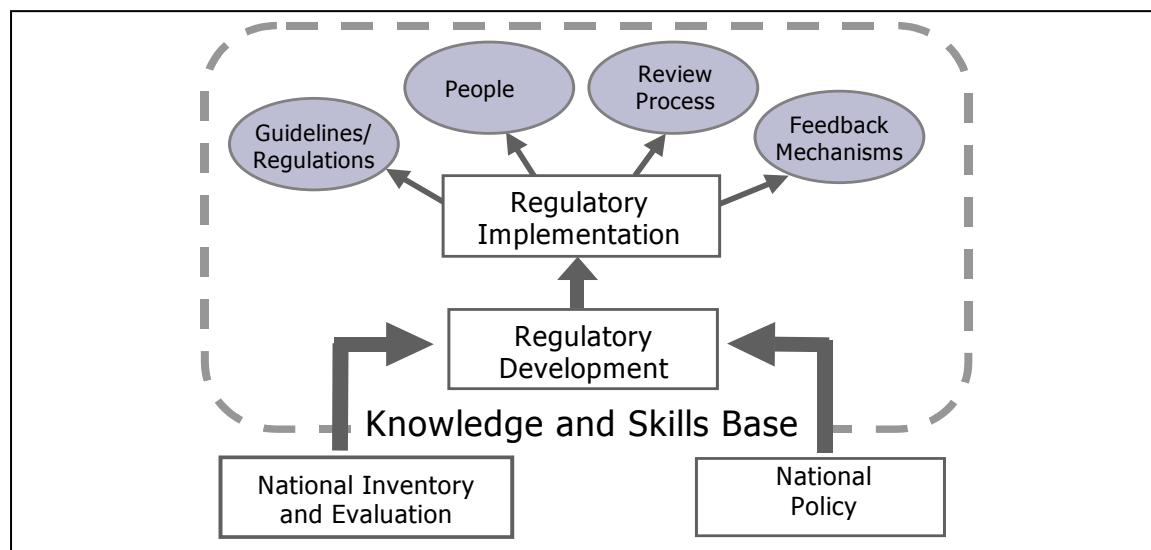 People
Review
Process
Guidelines/
Regulations
Feedback
Mechanisms
Regulatory
Implementation
Regulatory
Development
Knowledge and Skills Base
National Inventory
and Evaluation
National
Policy